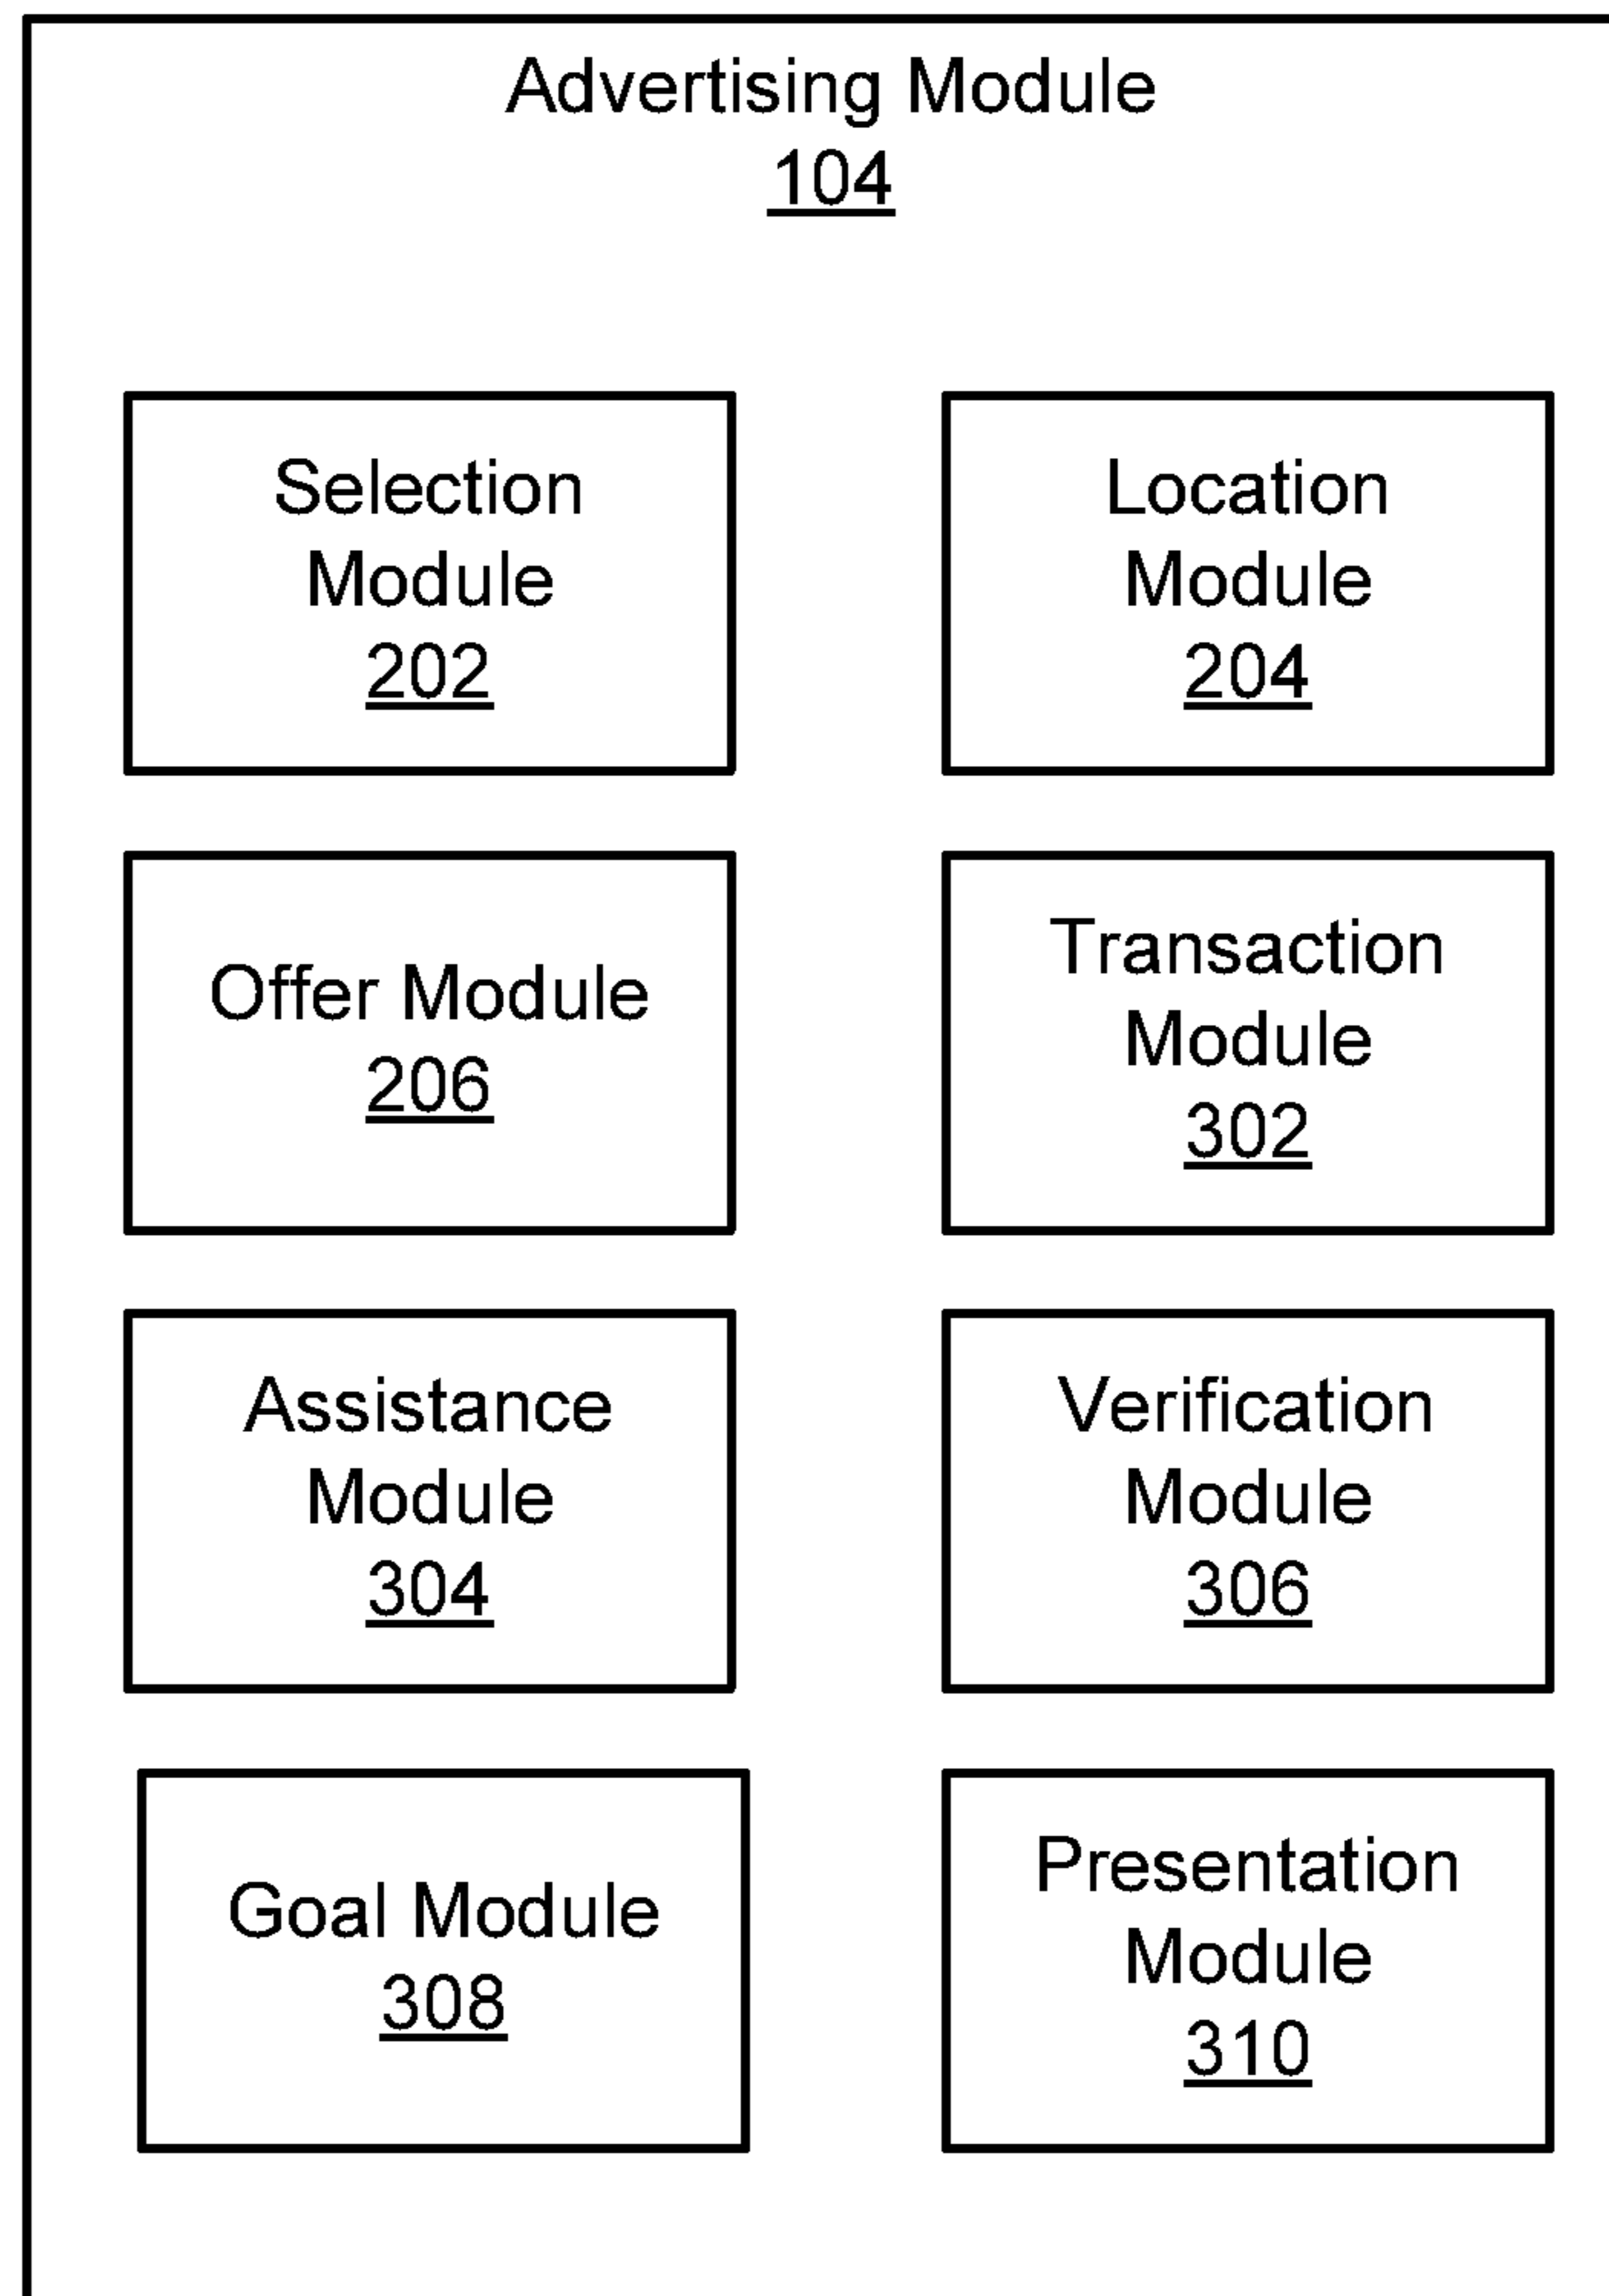 Advertising Module
104
Selection
Module
202
Location
Module
204
Offer Module
206
Transaction
Module
302
Assistance
Module
304
Verification
Module
306
Goal Module
308
Presentation
Module
310